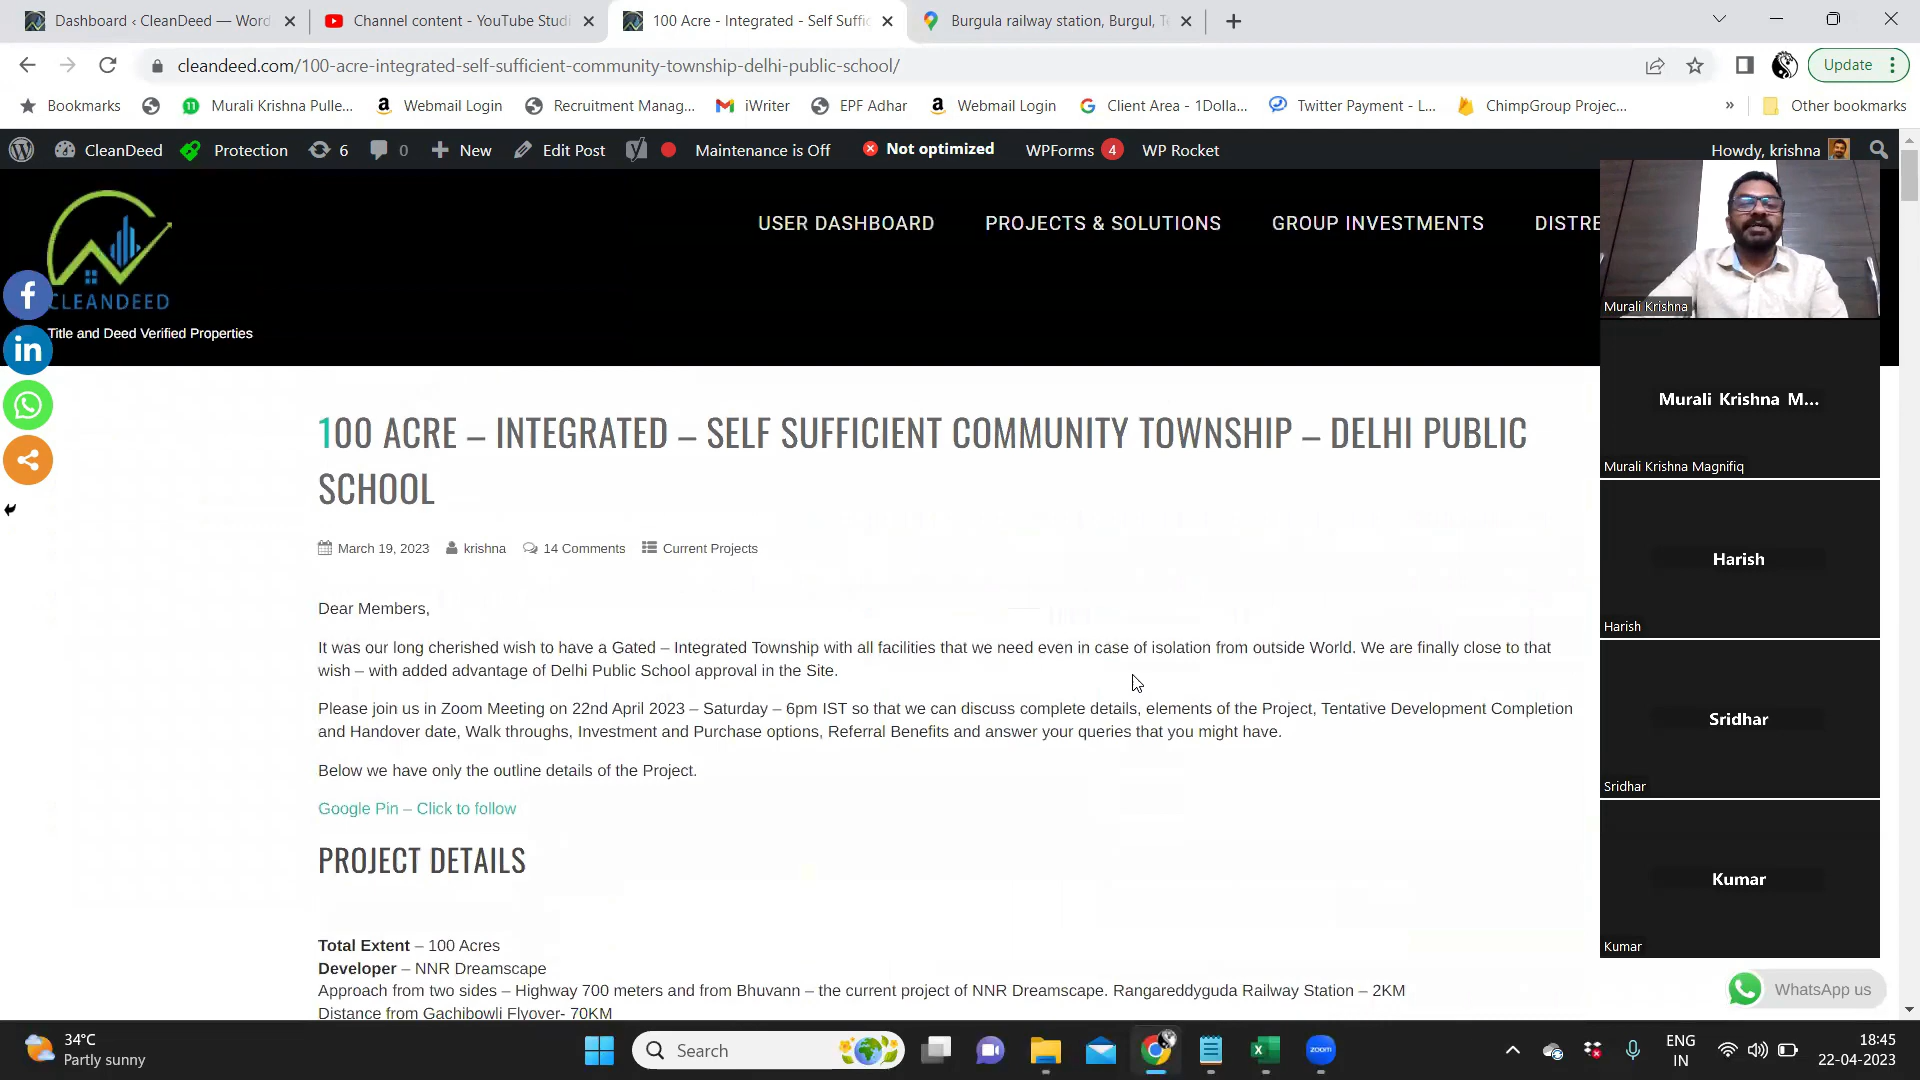 Dashboard ‹ CleanDeed — Word
Channel content - YouTube Studi
100 Acre - Integrated - Self Suffic
Burgula railway station, Burgul, T
cleandeed.com/100-acre-integrated-self-sufficient-community-township-delhi-public-school/
Update
Bookmarks
11
Murali Krishna Pulle...
Webmail Login
Recruitment Manag...
iWriter
EPF Adhar
Webmail Login
Client Area - 1Dolla...
Twitter Payment - L...
ChimpGroup Projec...
»
Other bookmarks
CleanDeed
Protection
6
0
New
Edit Post
Maintenance is Off
Not optimized
WPForms 4
WP Rocket
Howdy, krishna
USER DASHBOARD
PROJECTS & SOLUTIONS
GROUP INVESTMENTS
DISTRE
CLEANDEED
Title and Deed Verified Properties
Murali Krishna
Murali Krishna M...
Murali Krishna Magnifiq
Harish
Harish
Sridhar
Sridhar
Kumar
Kumar
100 ACRE – INTEGRATED – SELF SUFFICIENT COMMUNITY TOWNSHIP – DELHI PUBLIC
SCHOOL
March 19, 2023 krishna 14 Comments Current Projects
Dear Members,
It was our long cherished wish to have a Gated – Integrated Township with all facilities that we need even in case of isolation from outside World. We are finally close to that
wish – with added advantage of Delhi Public School approval in the Site.
Please join us in Zoom Meeting on 22nd April 2023 – Saturday – 6pm IST so that we can discuss complete details, elements of the Project, Tentative Development Completion
and Handover date, Walk throughs, Investment and Purchase options, Referral Benefits and answer your queries that you might have.
Below we have only the outline details of the Project.
Google Pin – Click to follow
PROJECT DETAILS
Total Extent – 100 Acres
Developer – NNR Dreamscape
Approach from two sides – Highway 700 meters and from Bhuvann – the current project of NNR Dreamscape. Rangareddyguda Railway Station – 2KM
Distance from Gachibowli Flyover- 70KM
WhatsApp us
34°C
Partly sunny
Search
zoom
ENG
IN
18:45
22-04-2023